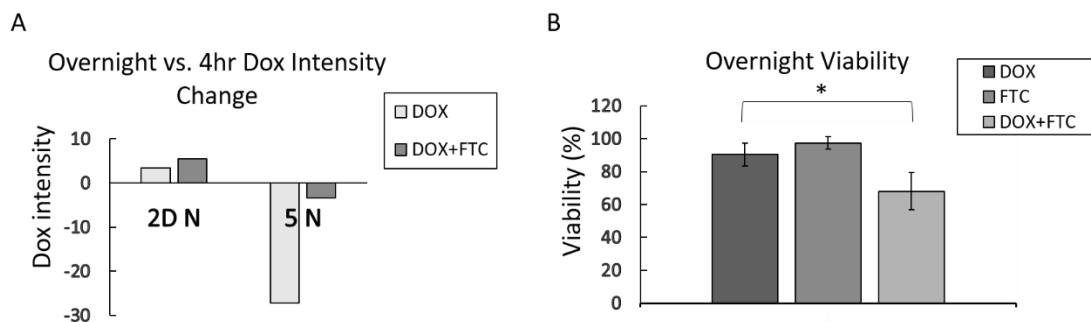 A
Overnight vs. 4hr Dox Intensity
Change
DOX
DOX+FTC
Dox intensity
10
0
-10
-20
-30
2D N
5 N
B
Overnight Viability
DOX
FTC
DOX+FTC
*
Viability (%)
120
100
80
60
40
20
0